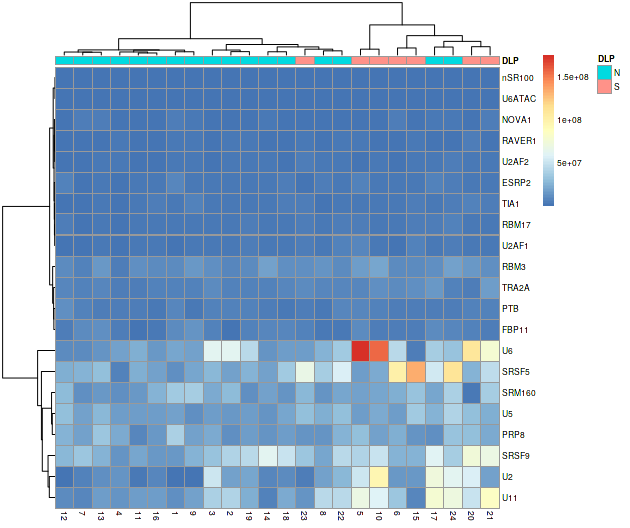 DLP
DLP
N
S
1.5e+08
1e+08
5e+07
nSR100
U6ATAC
NOVA1
RAVER1
U2AF2
ESRP2
TIA1
RBM17
U2AF1
RBM3
TRA2A
PTB
FBP11
U6
SRSF5
SRM160
U5
PRP8
SRSF9
U2
U11
12 7 13 4 11 16 1 9 3 2 19 14 18 23 8 22 5 10 6 15 17 24 20 21